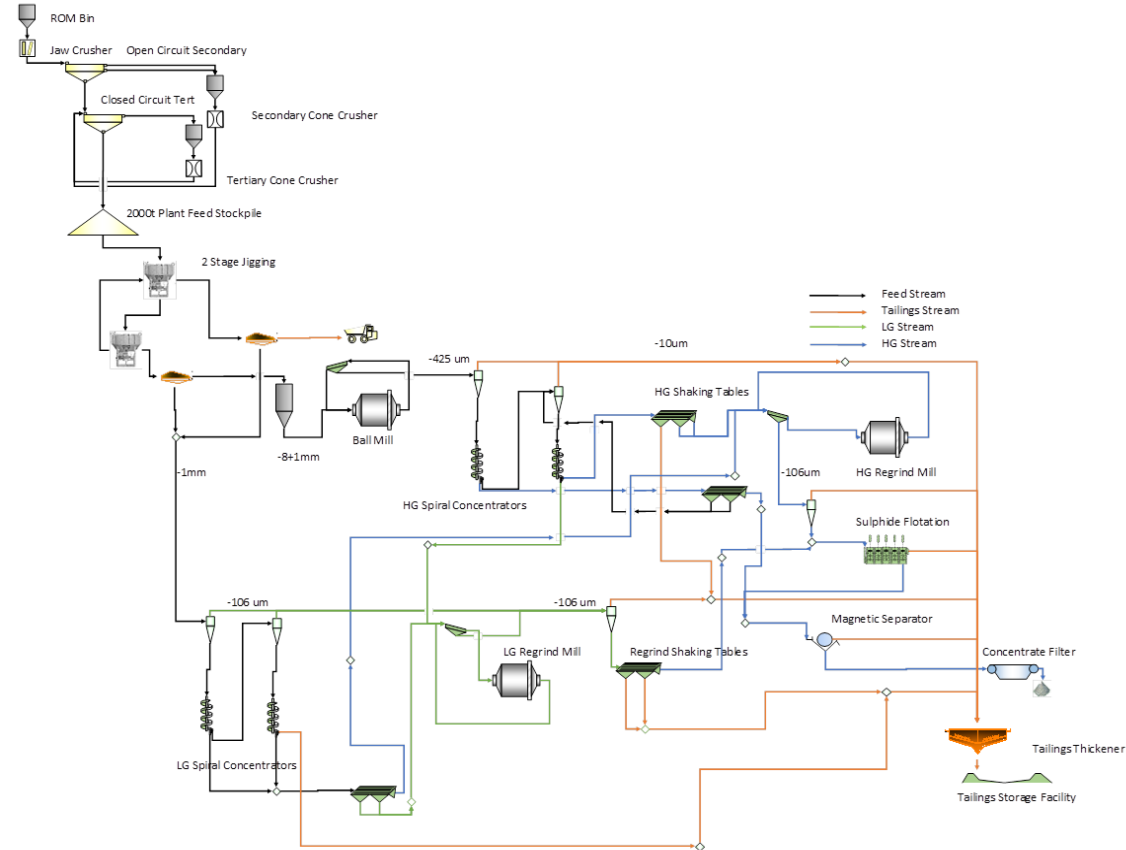 ROM Bin
Jaw Crusher
Open Circuit Secondary
Closed Circuit Tert
Secondary Cone Crusher
Tertiary Cone Crusher
2000t Plant Feed Stockpile
2 Stage Jigging
Feed Stream
Tailings Stream
LG Stream
HG Stream
-10um
-425 um
HG Shaking Tables
Ball Mill
-8+1mm
-1mm
HG Regrind Mill
-106um
HG Spiral Concentrators
Sulphide Flotation
-106 um
-106 um
Magnetic Separator
LG Regrind Mill
Regrind Shaking Tables
Concentrate Filter
Tailings Thickener
LG Spiral Concentrators
Tailings Storage Facility